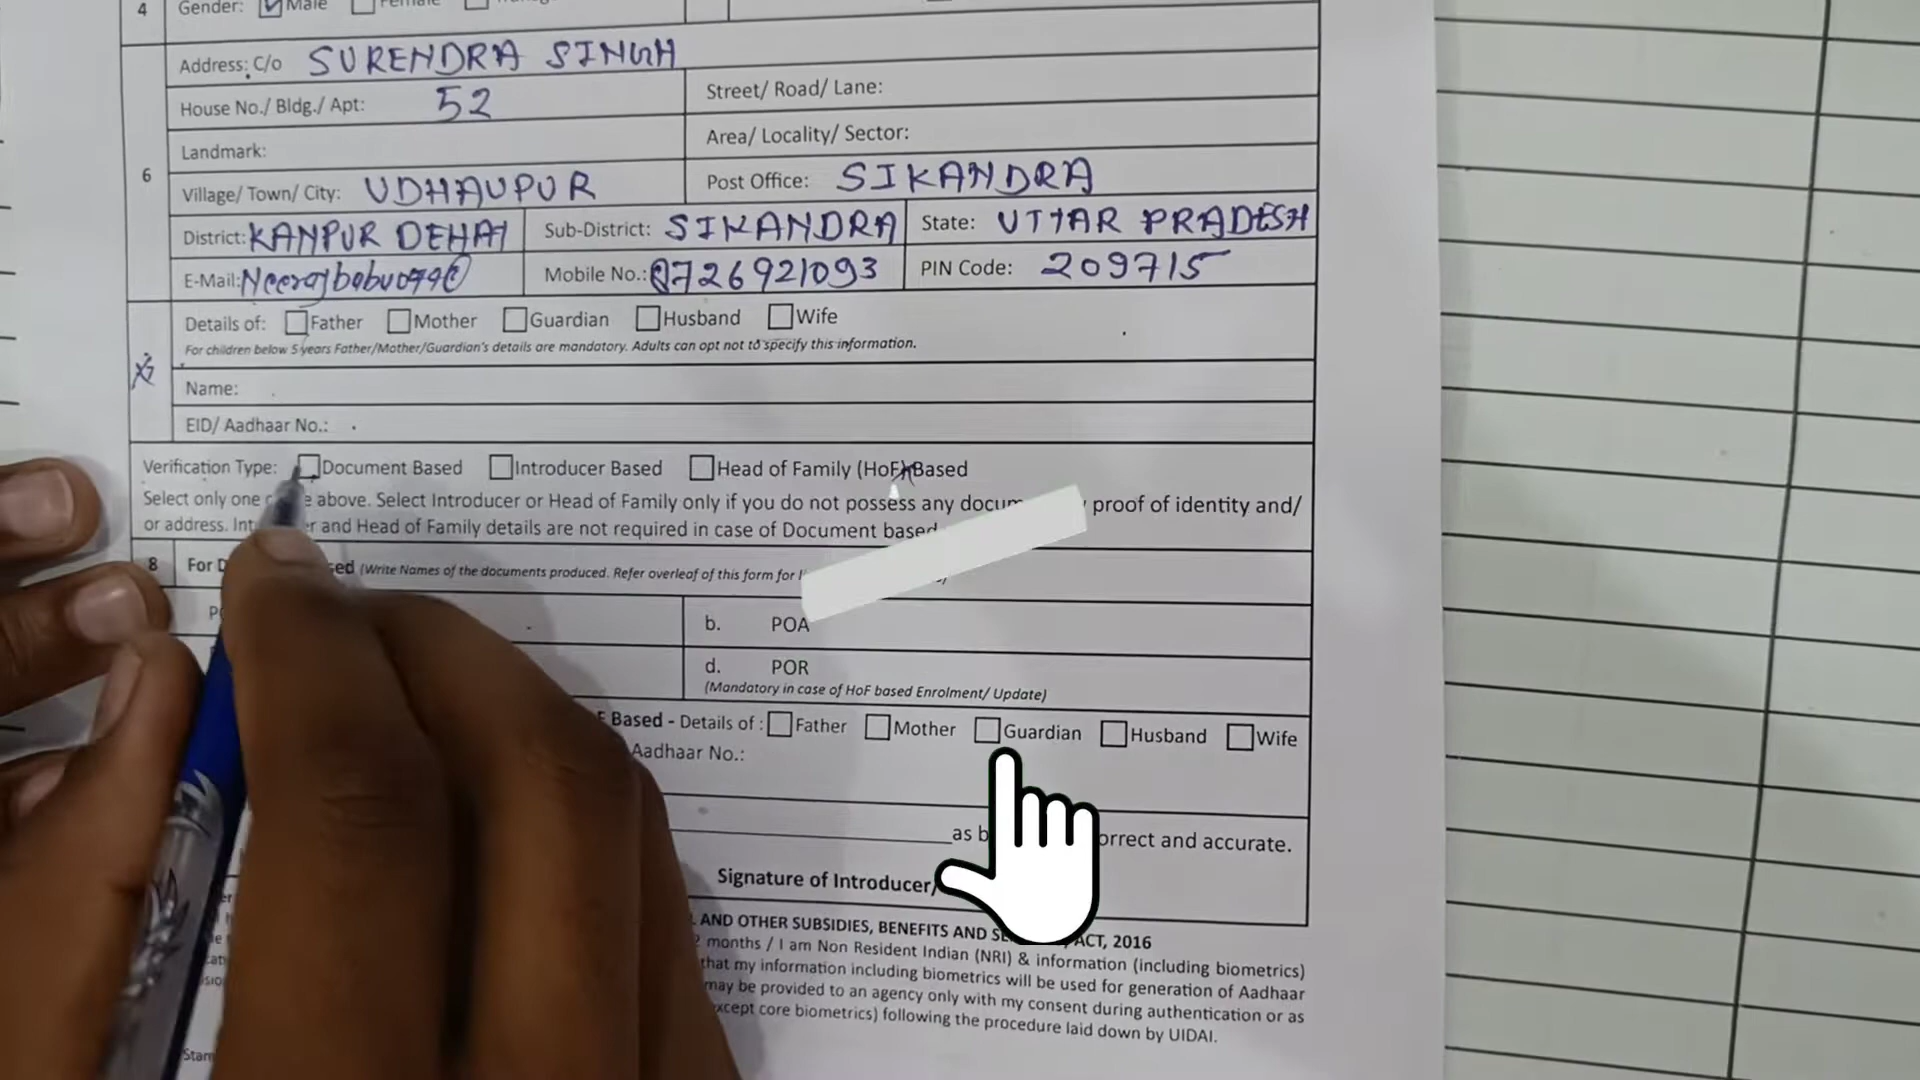 4 Gender: Male Female
Address: C/o SURENDRA SINGH
House No./ Bldg./ Apt: 52 Street/ Road/ Lane:
Landmark: Area/ Locality/ Sector:
6 Village/ Town/ City: UDHAUPUR Post Office: SIKANDRA
District: KANPUR DEHAT Sub-District: SIKANDRA State: UTTAR PRADESH
E-Mail: Neerajbabu079@ Mobile No.: 8726921093 PIN Code: 209715
Details of: Father Mother Guardian Husband Wife
For children below 5 years Father/Mother/Guardian's details are mandatory. Adults can opt not to specify this information.
Name:
EID/ Aadhaar No.:
Verification Type: Document Based Introducer Based Head of Family (HoF) Based
Select only one above. Select Introducer or Head of Family only if you do not possess any proof of identity and/
or address. and Head of Family details are not required in case of Document based
8 For (Write Names of the documents produced. Refer overleaf of this form for
b. POA
d. POR
(Mandatory in case of HoF based Enrolment/ Update)
Based - Details of : Father Mother Guardian Husband Wife
Aadhaar No.:
as correct and accurate.
Signature of Introducer/
AND OTHER SUBSIDIES, BENEFITS AND ACT, 2016
months / I am Non Resident Indian (NRI) & information (including biometrics)
that my information including biometrics will be used for generation of Aadhaar
may be provided to an agency only with my consent during authentication or as
except core biometrics) following the procedure laid down by UIDAI.